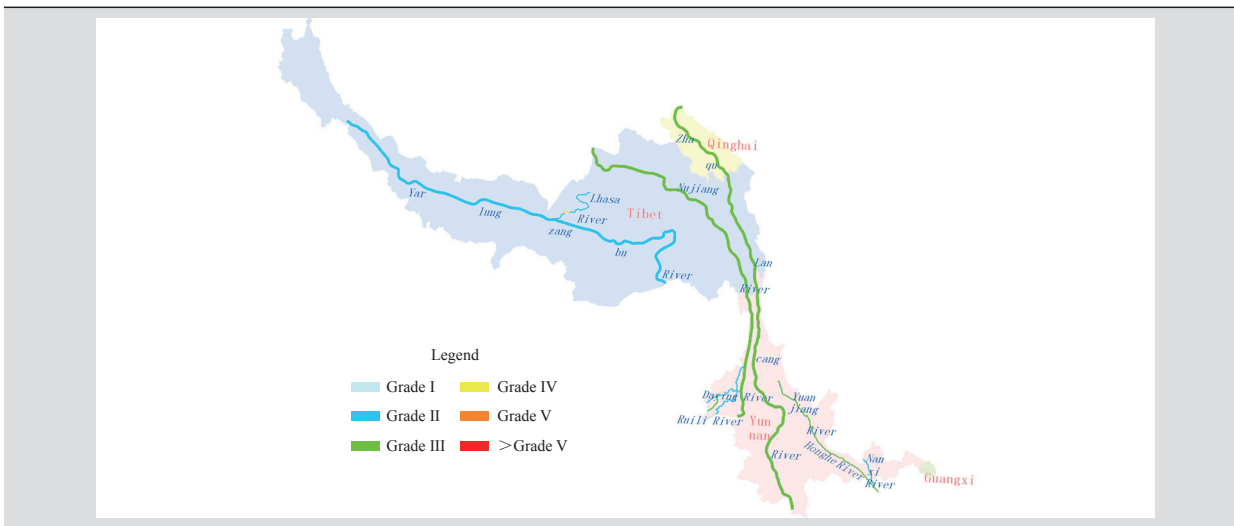 Zha
Qinghai
qu
Nujiang
Yar
Lhasa
lung
Tibet
River
zang
bu
Lan
River
River
Legend
cang
Grade I
Grade IV
Daying River
Yuan
jiang
Grade II
Grade V
Ruili River
Yun
nan
River
Grade III
>Grade V
River
Honghe River
Nan
xi
River
Guangxi